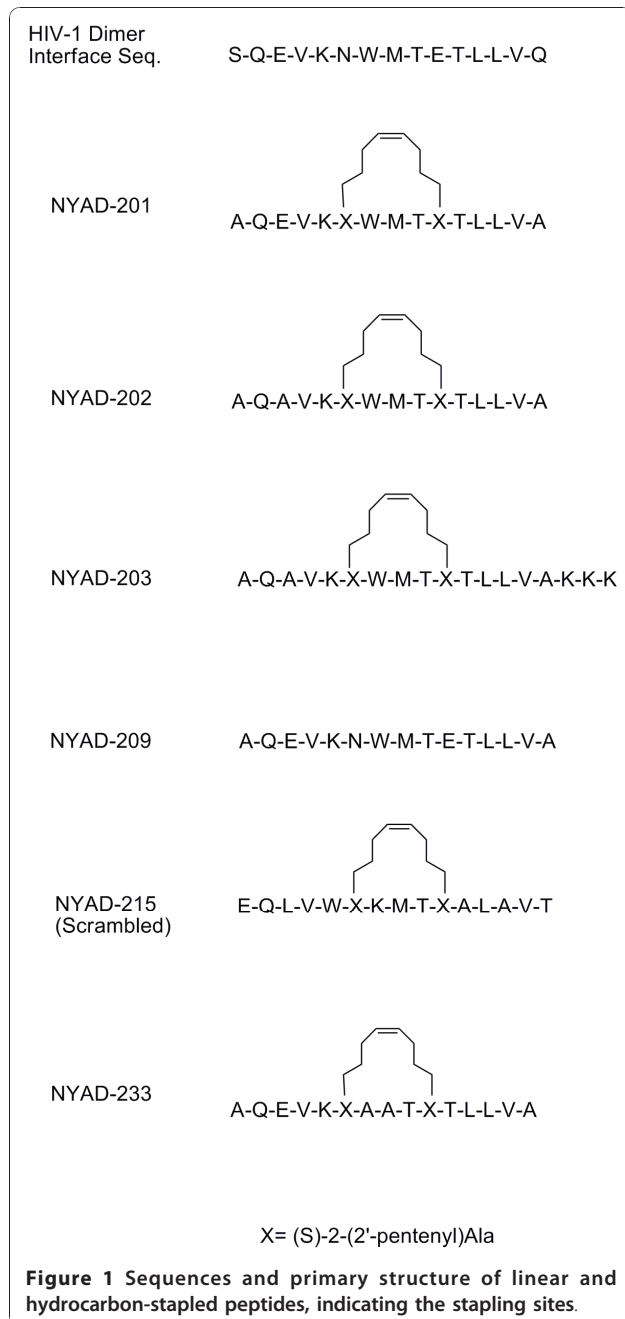 HIV-1 Dimer
Interface Seq.
S-Q-E-V-K-N-W-M-T-E-T-L-L-V-Q
NYAD-201
A-Q-E-V-K-X-W-M-T-X-T-L-L-V-A
NYAD-202
A-Q-A-V-K-X-W-M-T-X-T-L-L-V-A
NYAD-203
A-Q-A-V-K-X-W-M-T-X-T-L-L-V-A-K-K-K
NYAD-209
A-Q-E-V-K-N-W-M-T-E-T-L-L-V-A
NYAD-215
(Scrambled)
E-Q-L-V-W-X-K-M-T-X-A-L-A-V-T
NYAD-233
A-Q-E-V-K-X-A-A-T-X-T-L-L-V-A
X= (S)-2-(2'-pentenyl)Ala
Figure 1 Sequences and primary structure of linear and
hydrocarbon-stapled peptides, indicating the stapling sites.